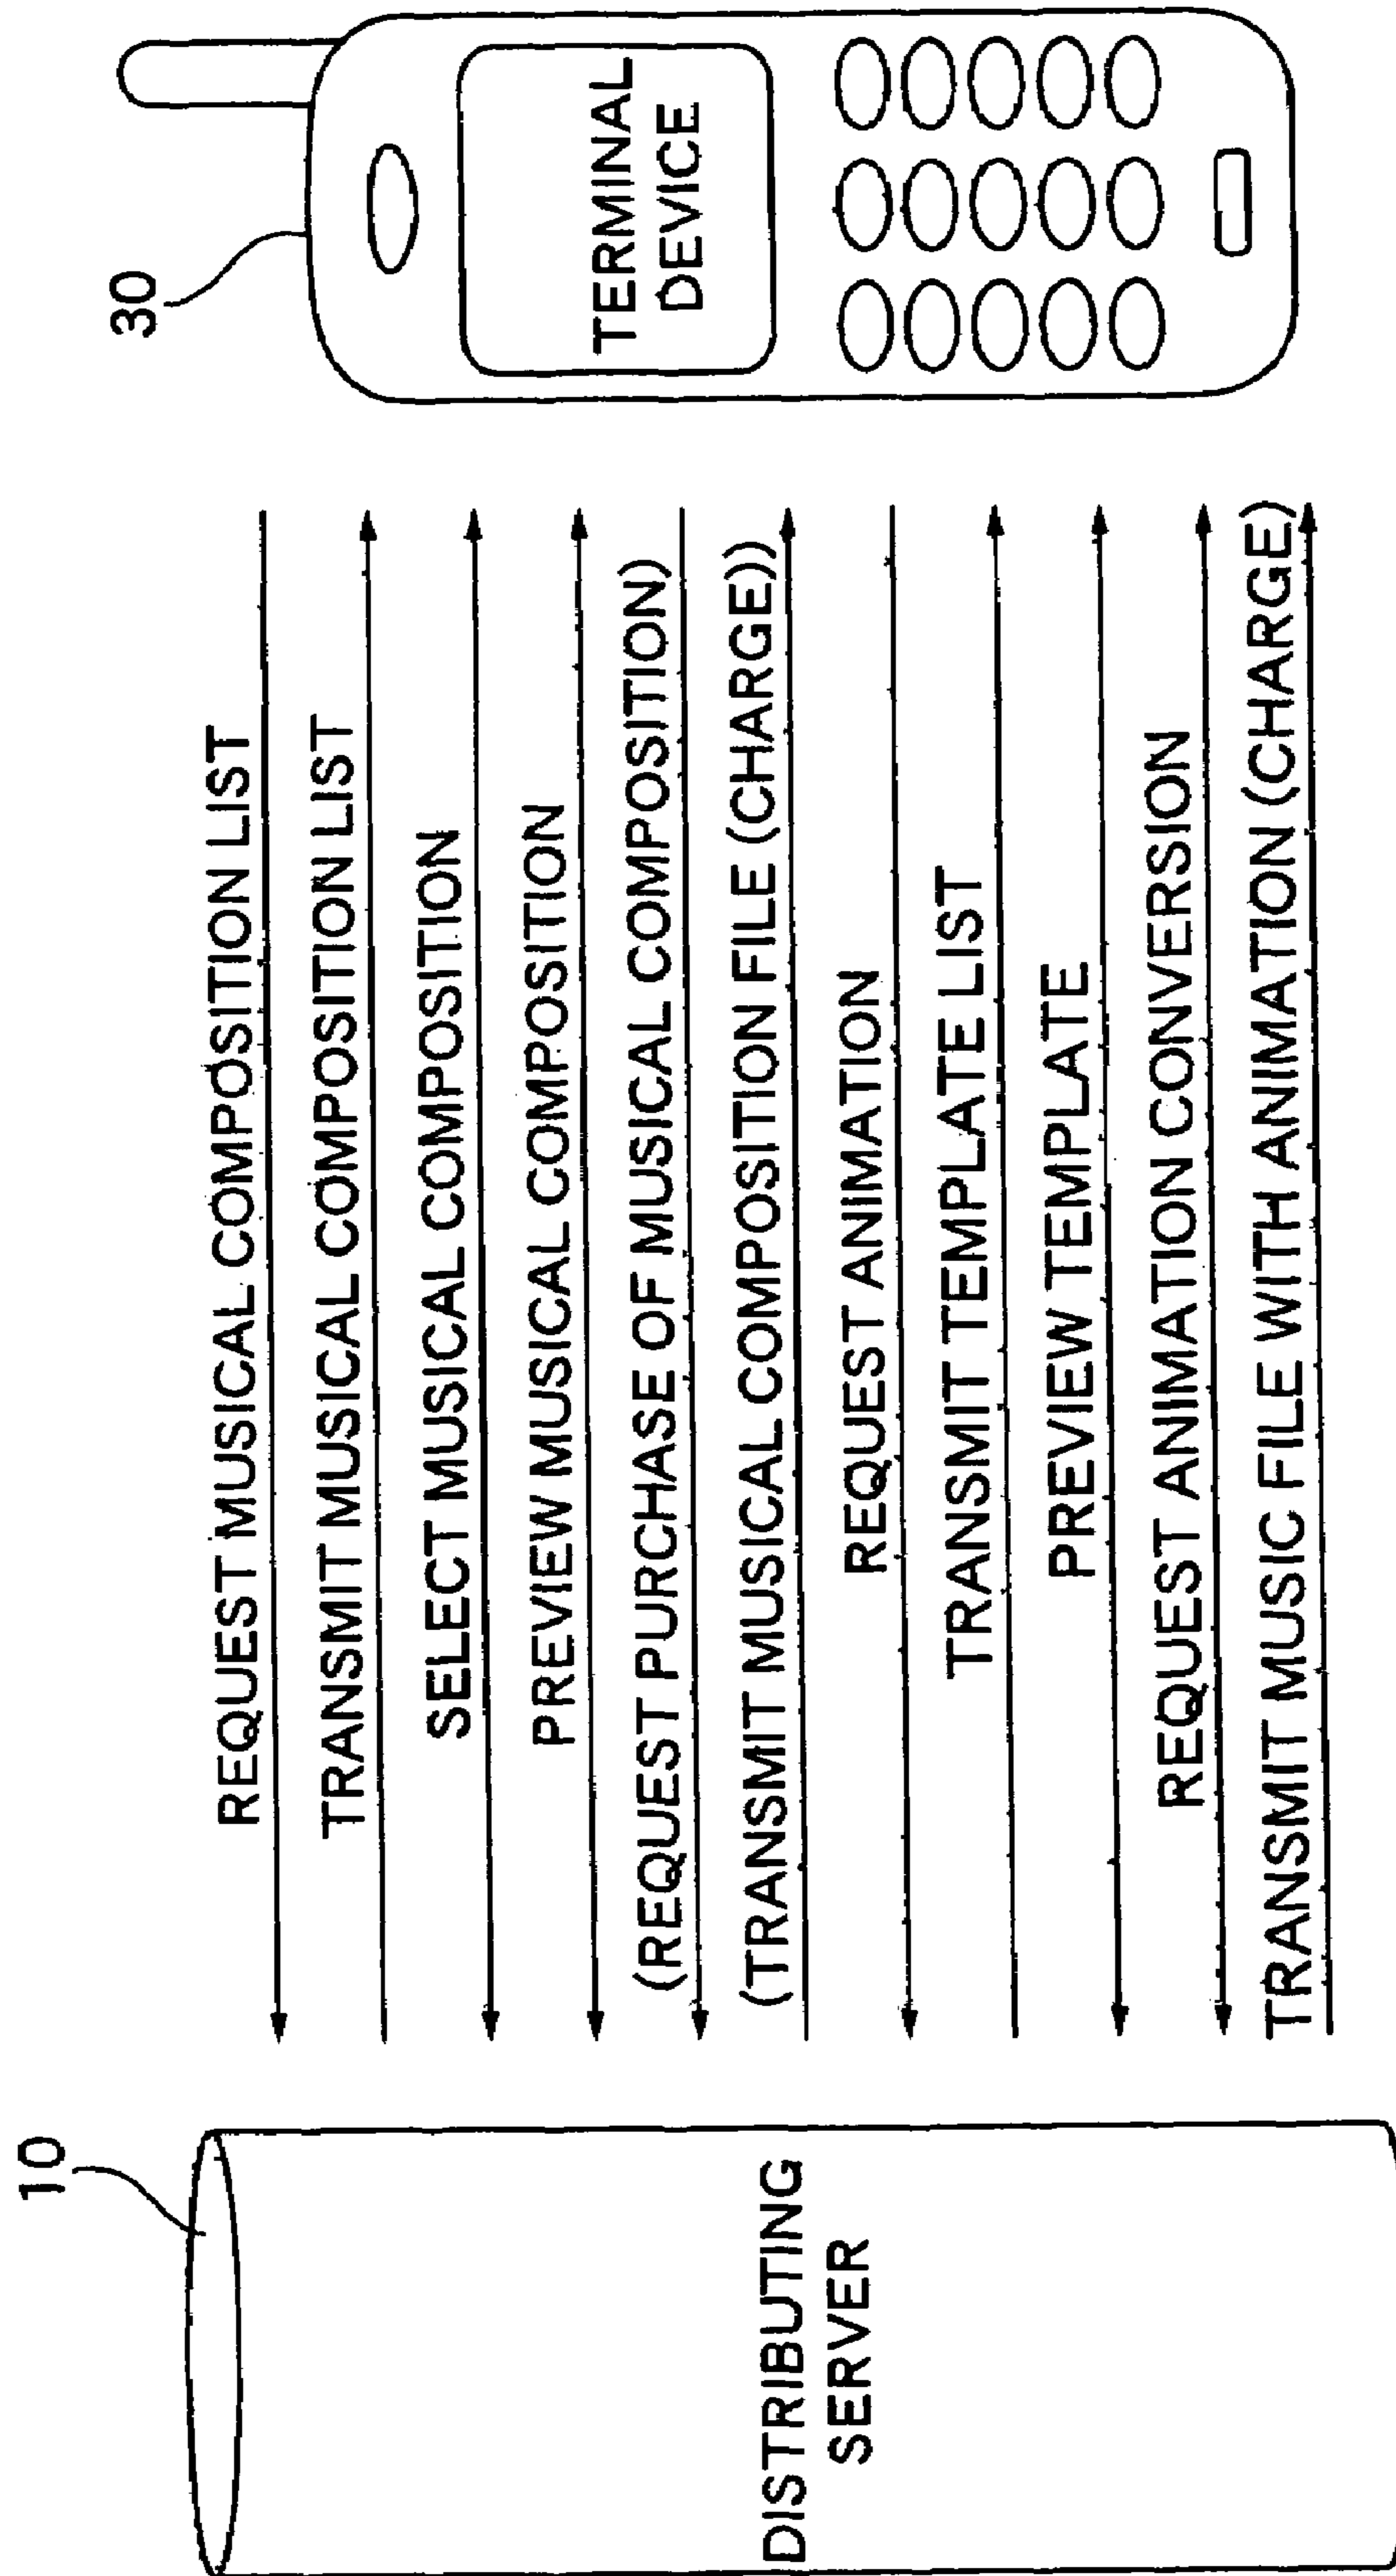 10
DISTRIBUTING
SERVER
REQUEST MUSICAL COMPOSITION LIST
TRANSMIT MUSICAL COMPOSITION LIST
SELECT MUSICAL COMPOSITION
PREVIEW MUSICAL COMPOSITION
(REQUEST PURCHASE OF MUSICAL COMPOSITION)
(TRANSMIT MUSICAL COMPOSITION FILE (CHARGE))
REQUEST ANIMATION
TRANSMIT TEMPLATE LIST
PREVIEW TEMPLATE
REQUEST ANIMATION CONVERSION
TRANSMIT MUSIC FILE WITH ANIMATION (CHARGE)
30
TERMINAL
DEVICE